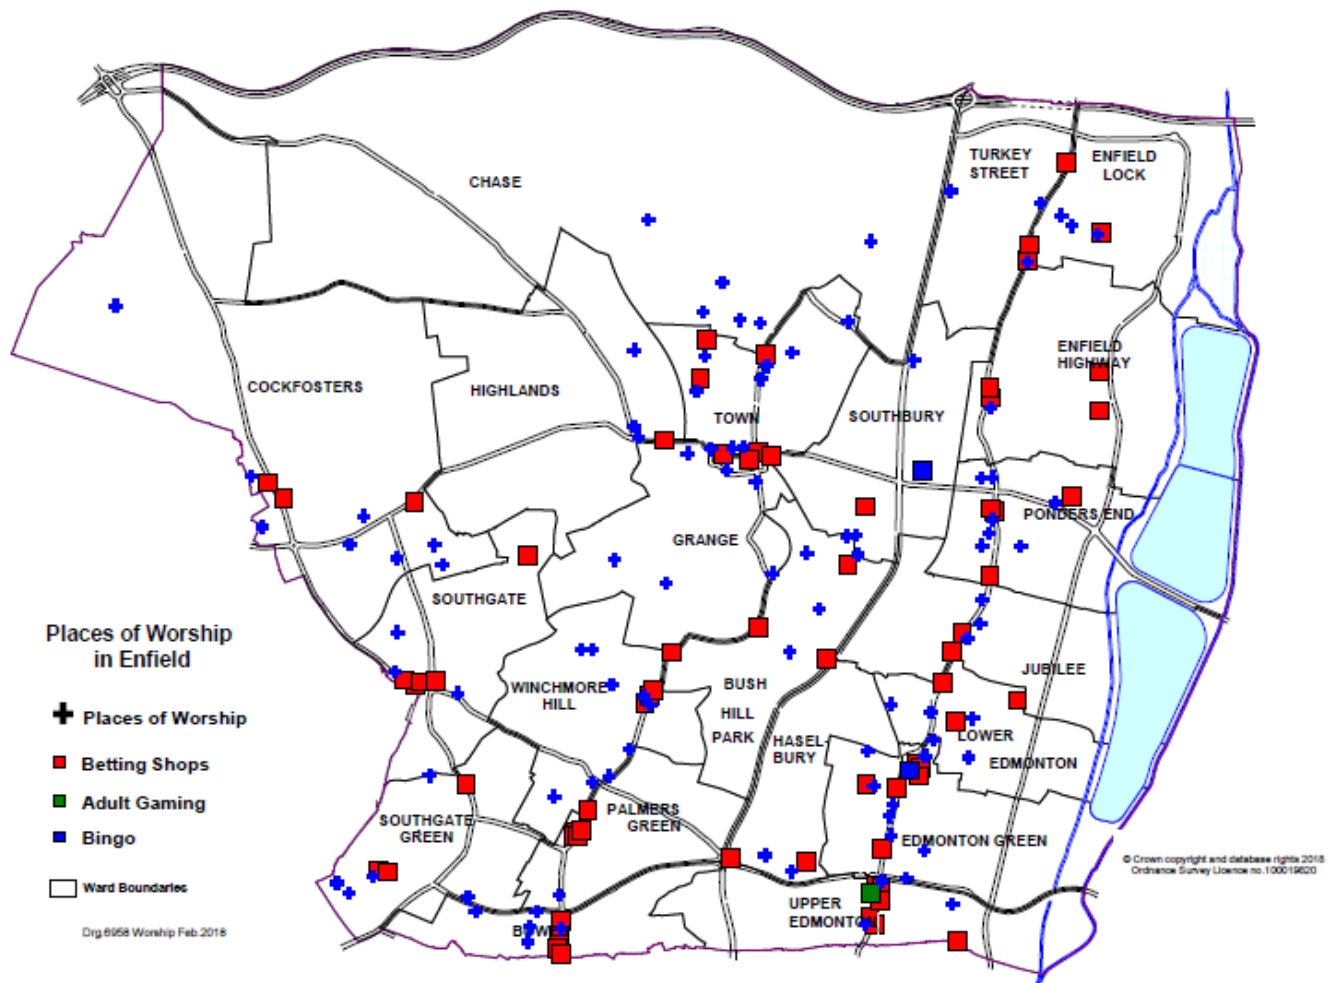 TURKEY
STREET
ENFIELD
LOCK
CHASE
ENFIELD
HIGHWAY
COCKFOSTERS
HIGHLANDS
TOWN
SOUTHBURY
PONDERS END
GRANGE
SOUTHGATE
JUBILEE
WINCHMORE
HILL
BUSH
HILL
PARK
HASEL-
BURY
LOWER
EDMONTON
PALMERS
GREEN
SOUTHGATE
GREEN
EDMONTON GREEN
UPPER
EDMONTON
Places of Worship
in Enfield
Places of Worship
Betting Shops
Adult Gaming
Bingo
Ward Boundaries
Drg.6958 Worship Feb.2018
© Crown copyright and database rights 2018
Ordnance Survey Licence no.100019820